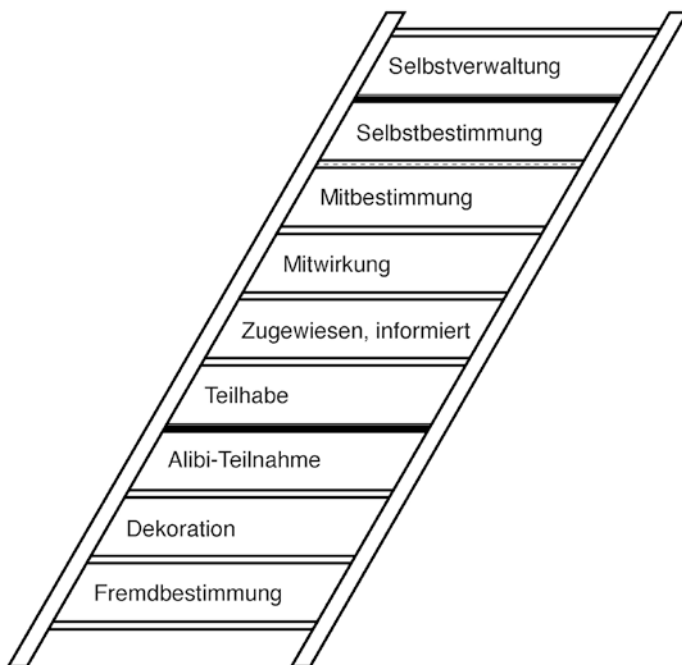 Selbstverwaltung
Selbstbestimmung
Mitbestimmung
Mitwirkung
Zugewiesen, informiert
Teilhabe
Alibi-Teilnahme
Dekoration
Fremdbestimmung